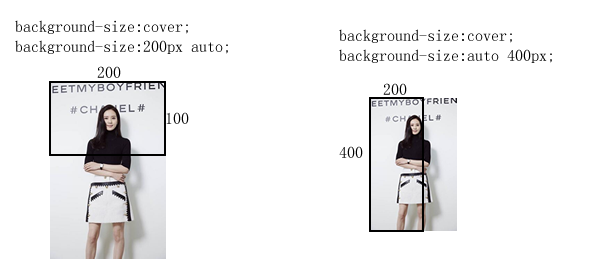 background-size:cover;
background-size:200px auto;
200
EETMYBOYFRIEN
#CHANEL#
100
background-size:cover;
background-size:auto 400px;
200
EETMYBOYFRIEN
400